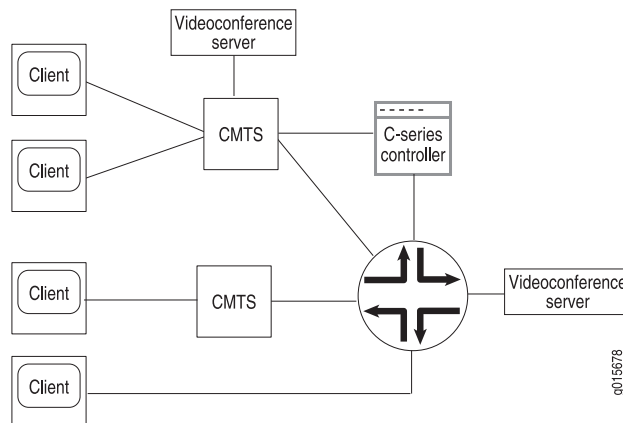 Videoconference
server
Client
CMTS
C-series
controller
Client
Client
CMTS
Videoconference
server
Client
g015678